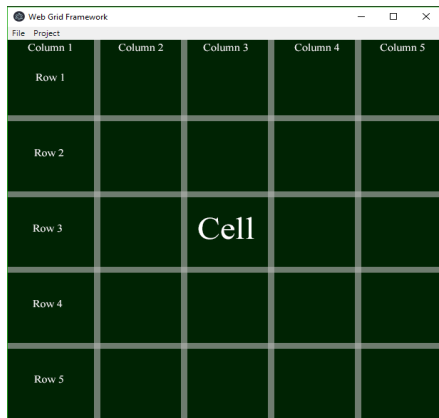 Web Grid Framework
File Project
Column 1 Column 2 Column 3 Column 4 Column 5
Row 1
Row 2
Row 3 Cell
Row 4
Row 5